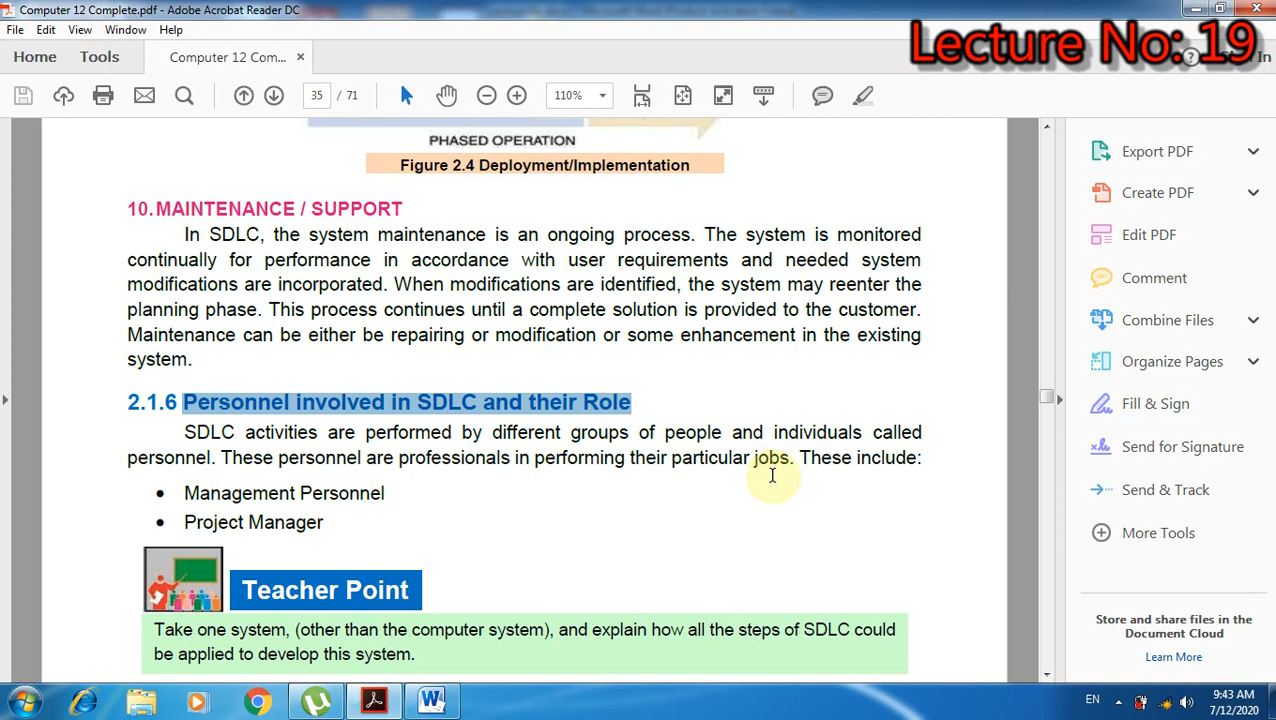 Computer 12 Complete.pdf - Adobe Acrobat Reader DC
File Edit View Window Help
Lecture No: 19
Home Tools Computer 12 Com... × In
35 / 71 110%
PHASED OPERATION
Figure 2.4 Deployment/Implementation
10. MAINTENANCE / SUPPORT
In SDLC, the system maintenance is an ongoing process. The system is monitored
continually for performance in accordance with user requirements and needed system
modifications are incorporated. When modifications are identified, the system may reenter the
planning phase. This process continues until a complete solution is provided to the customer.
Maintenance can be either be repairing or modification or some enhancement in the existing
system.
2.1.6 Personnel involved in SDLC and their Role
SDLC activities are performed by different groups of people and individuals called
personnel. These personnel are professionals in performing their particular jobs. These include:
• Management Personnel
• Project Manager
Teacher Point
Take one system, (other than the computer system), and explain how all the steps of SDLC could
be applied to develop this system.
Export PDF
Create PDF
Edit PDF
Comment
Combine Files
Organize Pages
Fill & Sign
Send for Signature
Send & Track
More Tools
Store and share files in the
Document Cloud
Learn More
EN
9:43 AM
7/12/2020